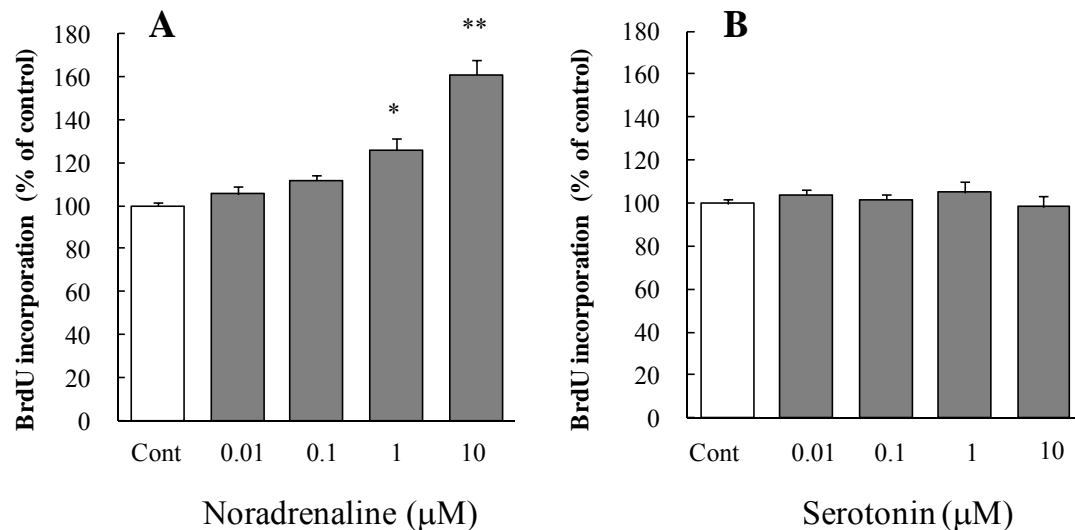 A
BrdU incorporation (% of control)
180
160
140
120
100
80
60
40
20
0
*
**
Cont 0.01 0.1 1 10
Noradrenaline (μM)
B
BrdU incorporation (% of control)
180
160
140
120
100
80
60
40
20
0
Cont 0.01 0.1 1 10
Serotonin (μM)